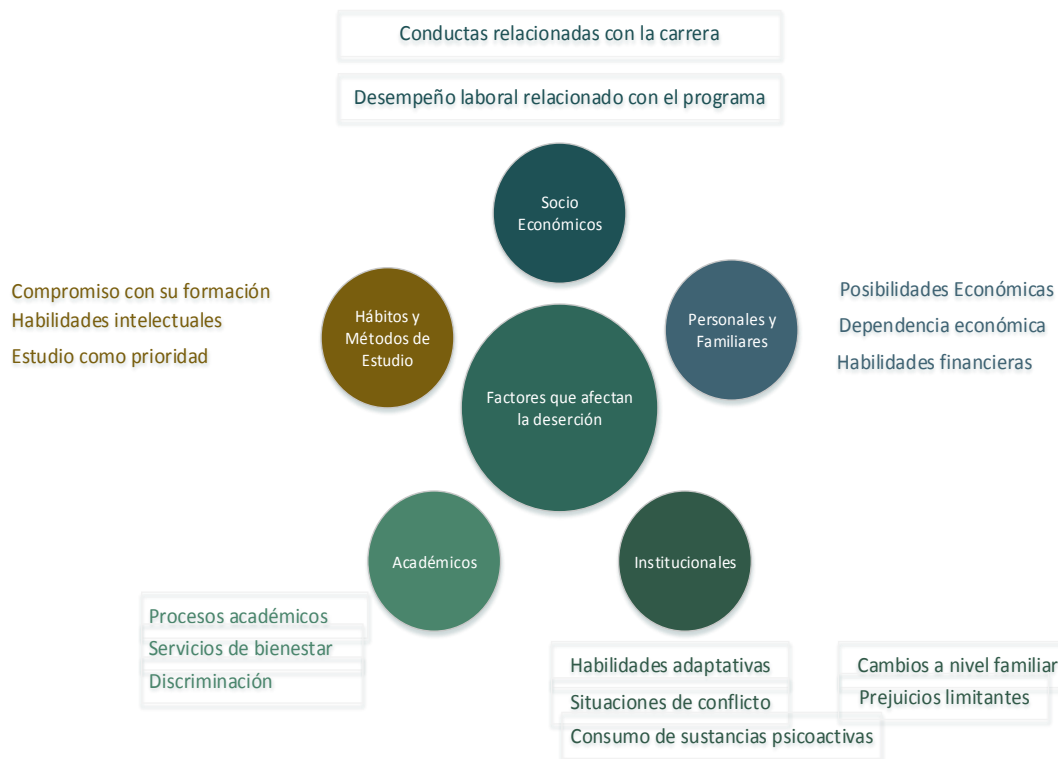 Conductas relacionadas con la carrera
Desempeño laboral relacionado con el programa
Socio
Económicos
Compromiso con su formación
Habilidades intelectuales
Estudio como prioridad
Hábitos y
Métodos de
Estudio
Personales y
Familiares
Posibilidades Económicas
Dependencia económica
Habilidades financieras
Factores que afectan
la deserción
Académicos
Institucionales
Procesos académicos
Servicios de bienestar
Discriminación
Habilidades adaptativas
Situaciones de conflicto
Consumo de sustancias psicoactivas
Cambios a nivel familiar
Prejuicios limitantes